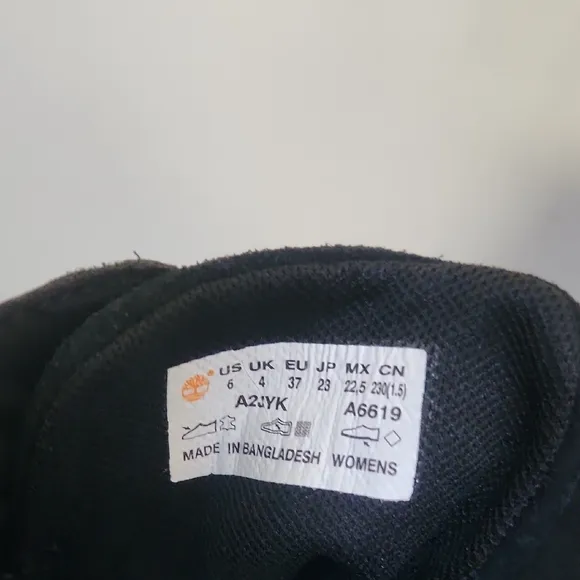 US UK EU JP MX CN
6 4 37 23 22,5 230(1.5)
A2JYK A6619
MADE IN BANGLADESH WOMENS